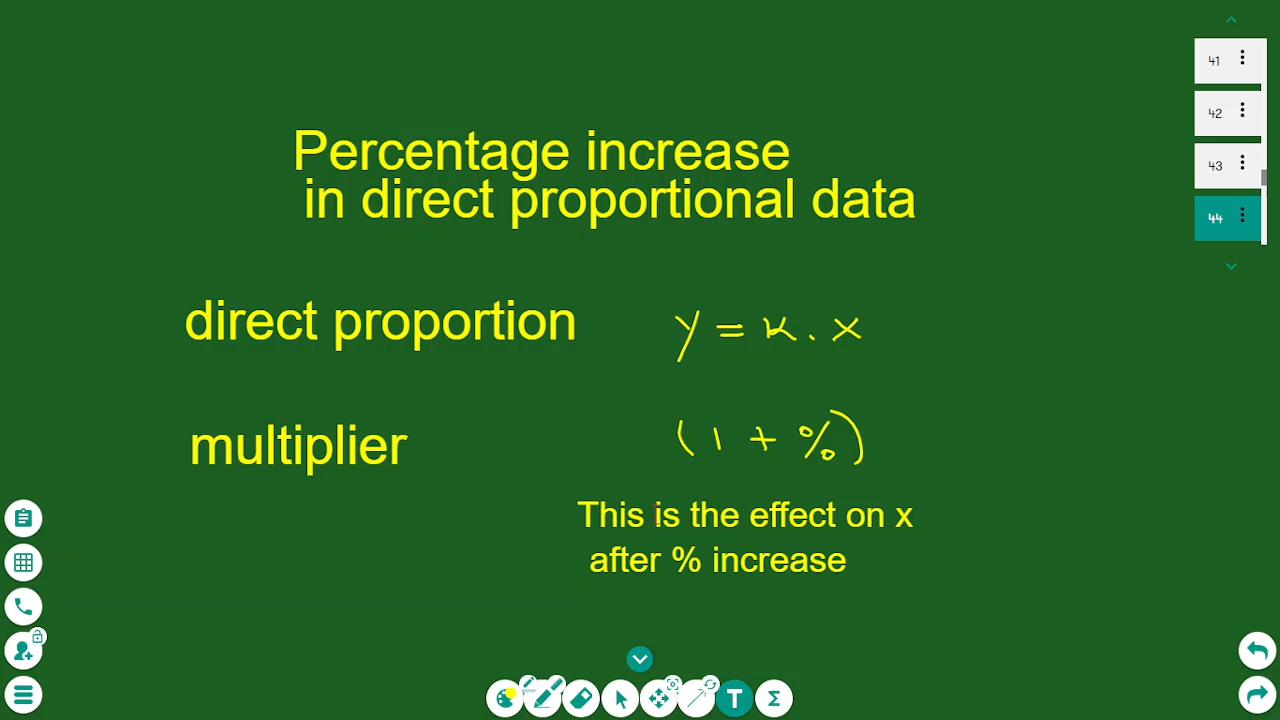 Percentage increase
in direct proportional data
direct proportion
y = k . x
multiplier
(1 + %)
This is the effect on x
after % increase
41
42
43
44
T
Σ